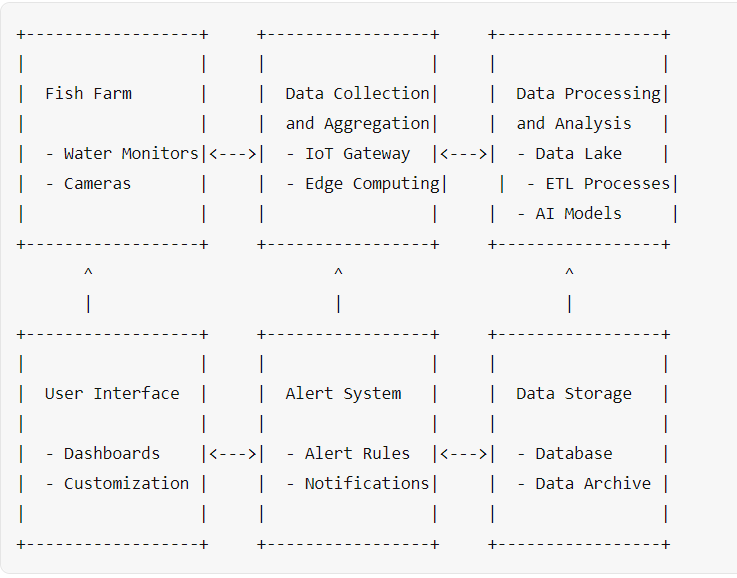 +------------------+     +-----------------+     +-----------------+
|                  |     |                 |     |                 |
|  Fish Farm       |     |  Data Collection|     |  Data Processing|
|                  |     |  and Aggregation|     |  and Analysis   |
|  - Water Monitors|<--->|  - IoT Gateway  |<--->|  - Data Lake    |
|  - Cameras       |     |  - Edge Computing|     |  - ETL Processes|
|                  |     |                 |     |  - AI Models     |
+------------------+     +-----------------+     +-----------------+
       ^                         ^                       ^
       |                         |                       |
+------------------+     +-----------------+     +-----------------+
|                  |     |                 |     |                 |
|  User Interface  |     |  Alert System   |     |  Data Storage   |
|                  |     |                 |     |                 |
|  - Dashboards    |<--->|  - Alert Rules  |<--->|  - Database     |
|  - Customization |     |  - Notifications|     |  - Data Archive |
|                  |     |                 |     |                 |
+------------------+     +-----------------+     +-----------------+